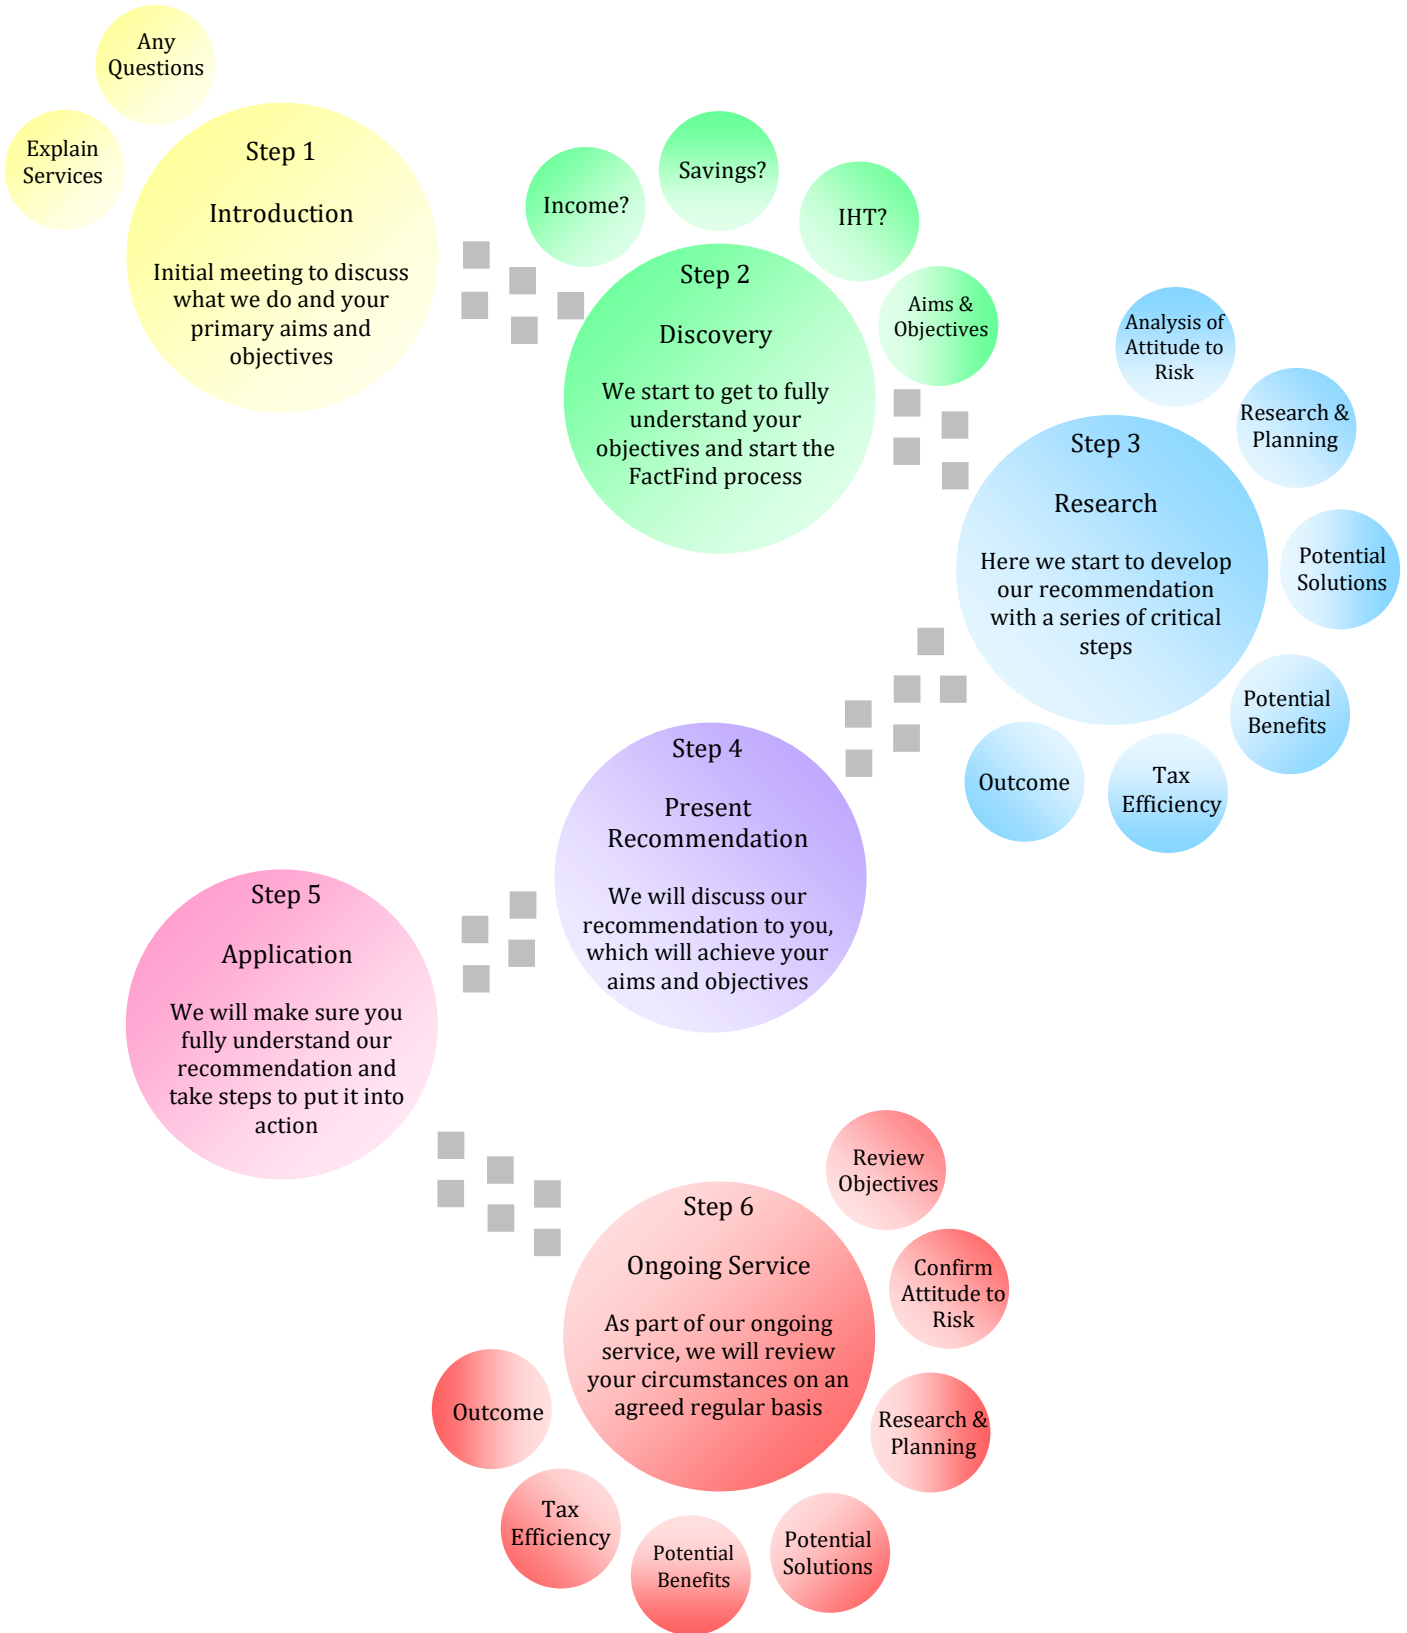 Any
Questions
Explain
Services
Step 1
Introduction
Initial meeting to discuss
what we do and your
primary aims and
objectives
Income?
Savings?
IHT?
Aims &
Objectives
Step 2
Discovery
We start to get to fully
understand your
objectives and start the
FactFind process
Analysis of
Attitude to
Risk
Research &
Planning
Potential
Solutions
Potential
Benefits
Tax
Efficiency
Outcome
Step 3
Research
Here we start to develop
our recommendation
with a series of critical
steps
Step 4
Present
Recommendation
We will discuss our
recommendation to you,
which will achieve your
aims and objectives
Step 5
Application
We will make sure you
fully understand our
recommendation and
take steps to put it into
action
Step 6
Ongoing Service
As part of our ongoing
service, we will review
your circumstances on an
agreed regular basis
Review
Objectives
Confirm
Attitude to
Risk
Research &
Planning
Potential
Solutions
Potential
Benefits
Tax
Efficiency
Outcome